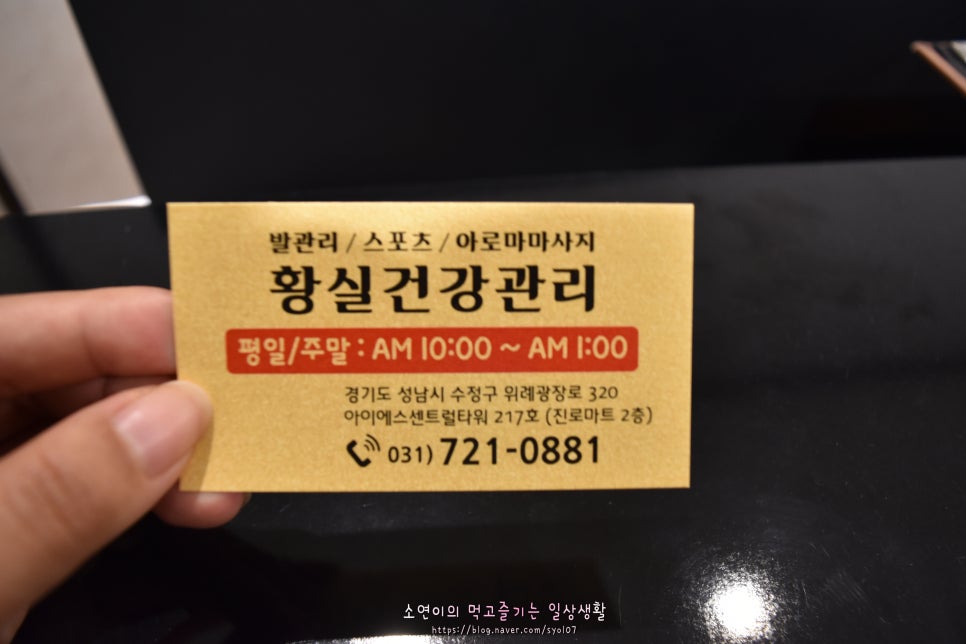 발관리 / 스포츠 / 아로마마사지
황실건강관리
평일/주말 : AM 10:00 ~ AM 1:00
경기도 성남시 수정구 위례광장로 320
아이에스센트럴타워 217호 (진로마트 2층)
031) 721-0881
소연이의 먹고즐기는 일상생활
https://blog.naver.com/syol07